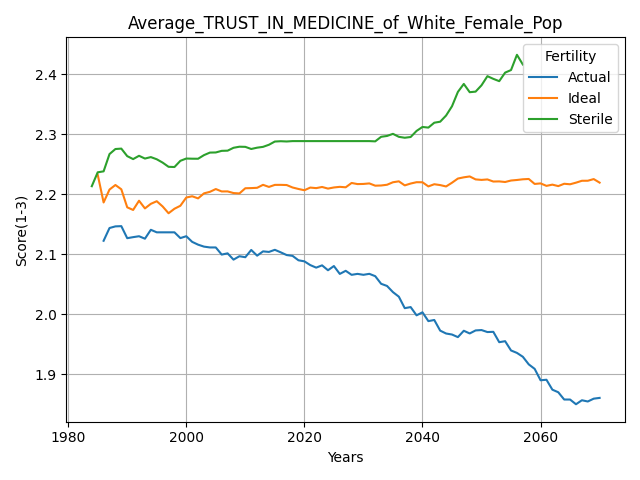 Average_TRUST_IN_MEDICINE_of_White_Female_Pop
Fertility
Actual
Ideal
Sterile
Score(1-3)
2.4
2.3
2.2
2.1
2.0
1.9
1980
2000
2020
2040
2060
Years